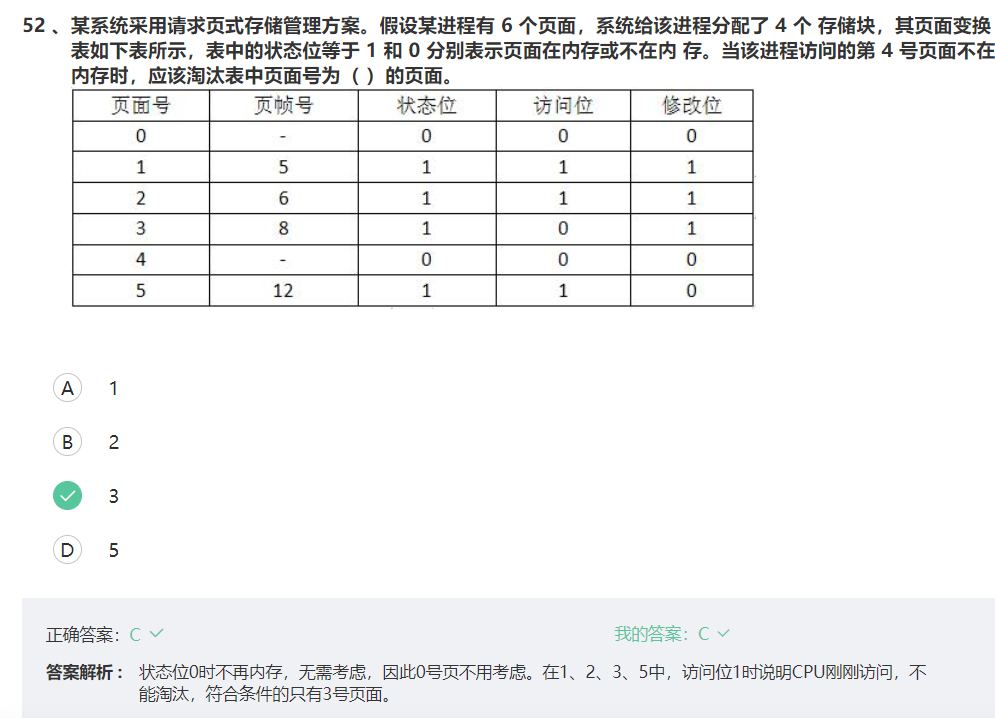 52 、某系统采用请求页式存储管理方案。假设某进程有 6 个页面，系统给该进程分配了 4 个 存储块，其页面变换
表如下表所示，表中的状态位等于 1 和 0 分别表示页面在内存或不在内 存。当该进程访问的第 4 号页面不在
内存时，应该淘汰表中页面号为（ ）的页面。
页面号 页帧号 状态位 访问位 修改位
0 - 0 0 0
1 5 1 1 1
2 6 1 1 1
3 8 1 0 1
4 - 0 0 0
5 12 1 1 0
A 1
B 2
3
D 5
正确答案：C 我的答案：C
答案解析： 状态位0时不再内存，无需考虑，因此0号页不用考虑。在1、2、3、5中，访问位1时说明CPU刚刚访问，不
能淘汰，符合条件的只有3号页面。